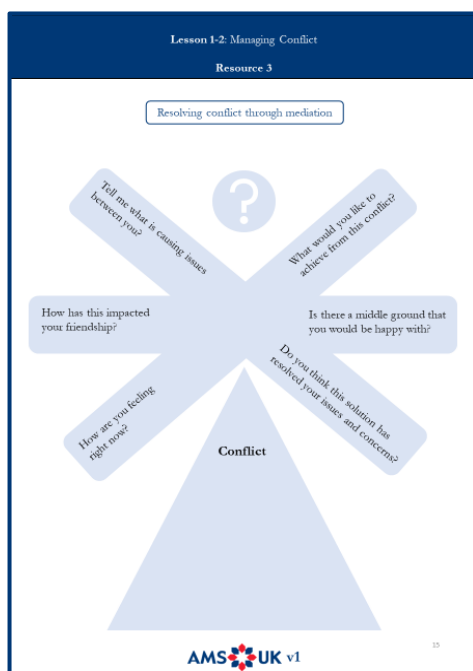 Lesson 1-2: Managing Conflict
Resource 3
Resolving conflict through mediation
?
Tell me what is causing issues
between you?
What would you like to
achieve from this conflict?
How has this impacted
your friendship?
Is there a middle ground that
you would be happy with?
How are you feeling
right now?
Do you think this solution has
resolved your issues and concerns?
Conflict
AMS UK v1
15